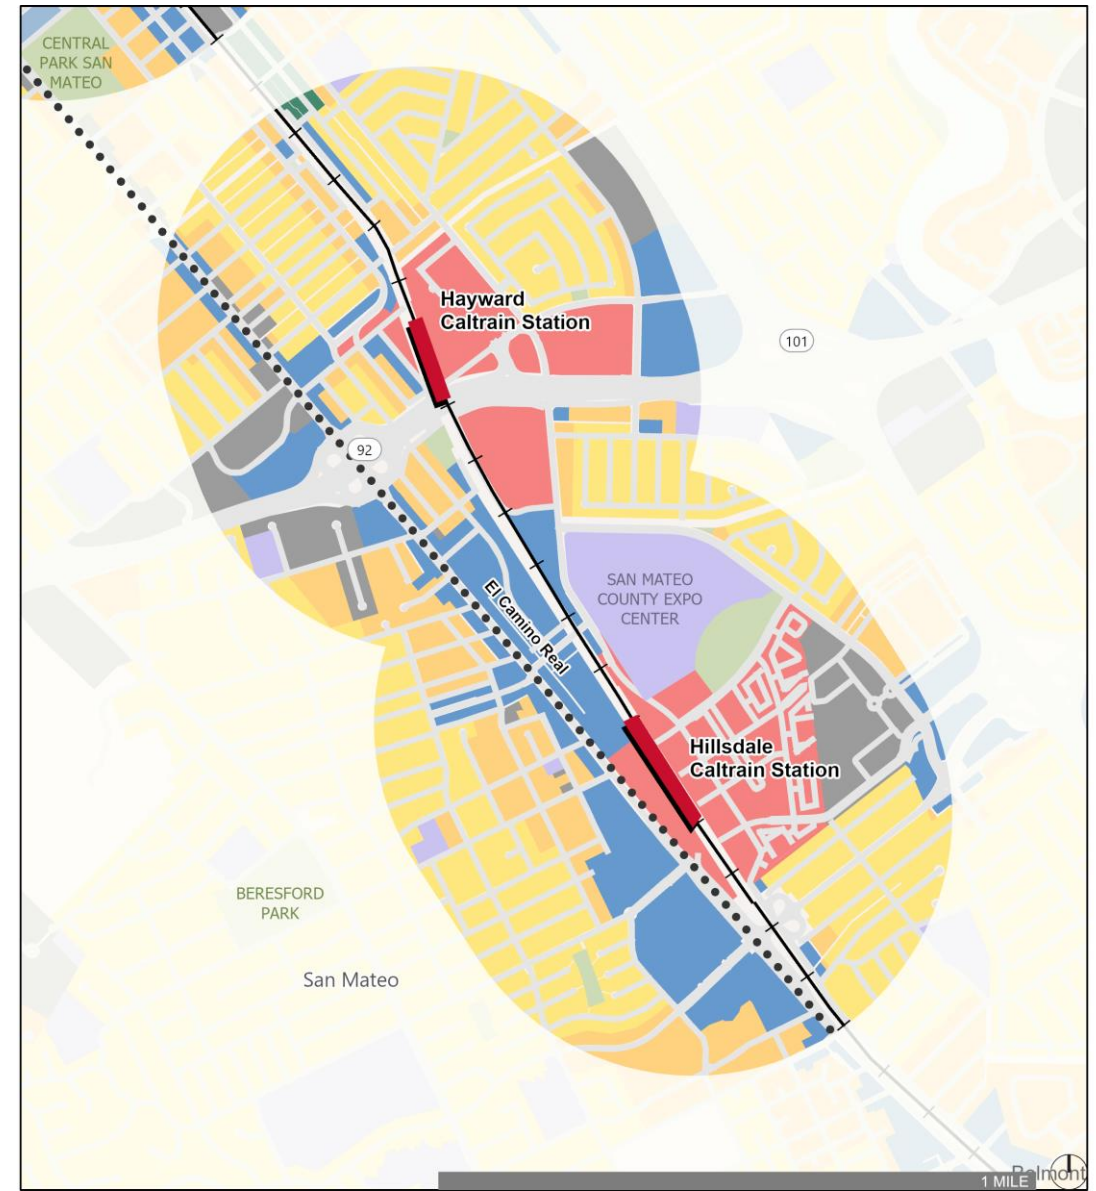 CENTRAL
PARK SAN
MATEO
Hayward
Caltrain Station
101
92
SAN MATEO
COUNTY EXPO
CENTER
El Camino Real
Hillsdale
Caltrain Station
BERESFORD
PARK
San Mateo
Belmont
1 MILE